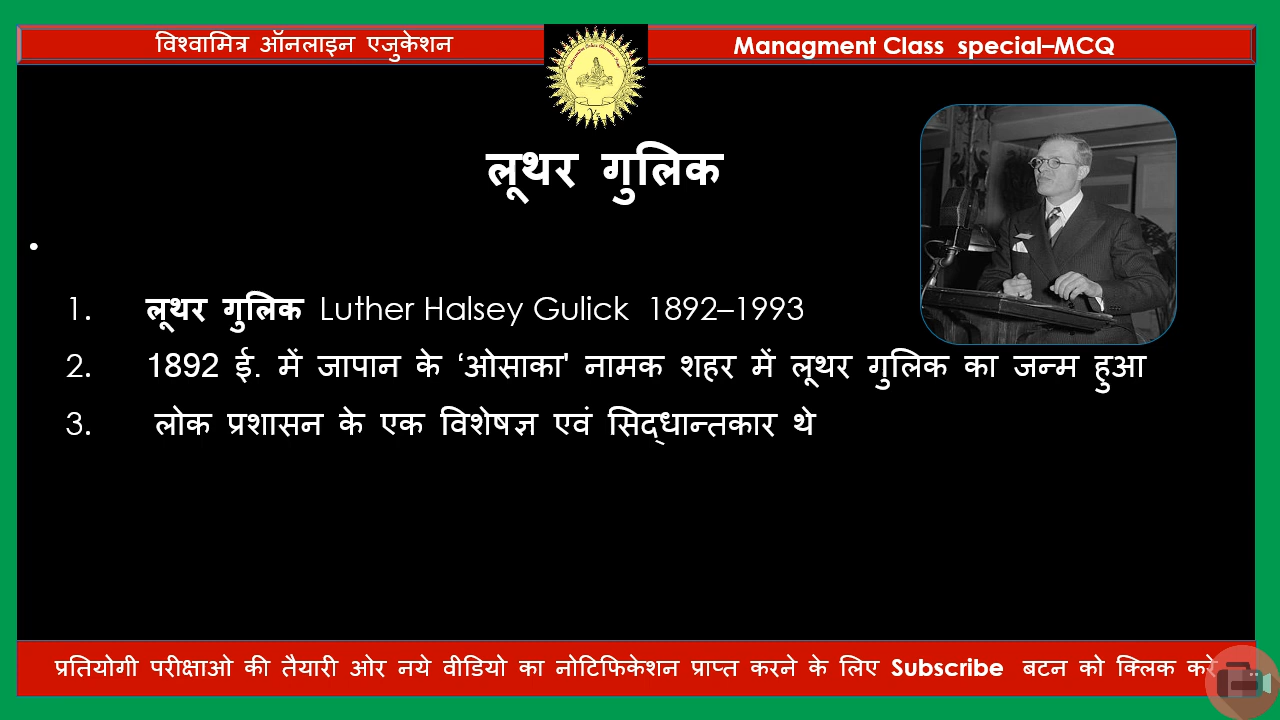 विश्वामित्र ऑनलाइन एजुकेशन
Managment Class special–MCQ
लूथर गुलिक
•
1. लूथर गुलिक Luther Halsey Gulick 1892–1993
2. 1892 ई. में जापान के ‘ओसाका' नामक शहर में लूथर गुलिक का जन्म हुआ
3. लोक प्रशासन के एक विशेषज्ञ एवं सिद्धान्तकार थे
प्रतियोगी परीक्षाओ की तैयारी ओर नये वीडियो का नोटिफिकेशन प्राप्त करने के लिए Subscribe बटन को क्लिक करे